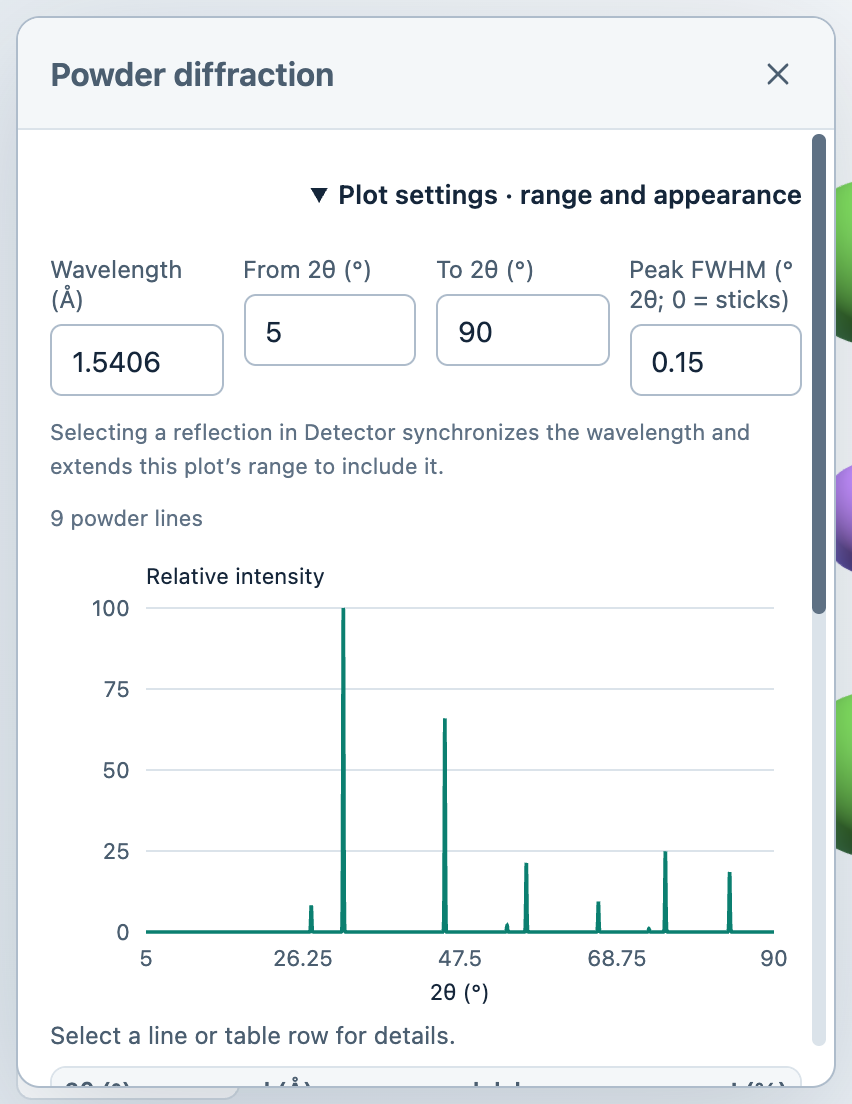 Powder diffraction
▼ Plot settings · range and appearance
Wavelength
(Å)
From 2θ (°)
To 2θ (°)
Peak FWHM (°
2θ; 0 = sticks)
1.5406
5
90
0.15
Selecting a reflection in Detector synchronizes the wavelength and
extends this plot’s range to include it.
9 powder lines
Relative intensity
100
75
50
25
0
5
26.25
47.5
68.75
90
2θ (°)
Select a line or table row for details.